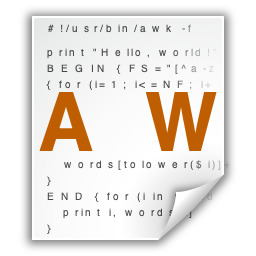 #!/usr/bin/awk -f
print "Hello, world!"
BEGIN { FS="[^a-z
{ for(i=1; i<=NF; i+
A W
words[tolower($i)]+
}
END { for(i in
print i, words
}